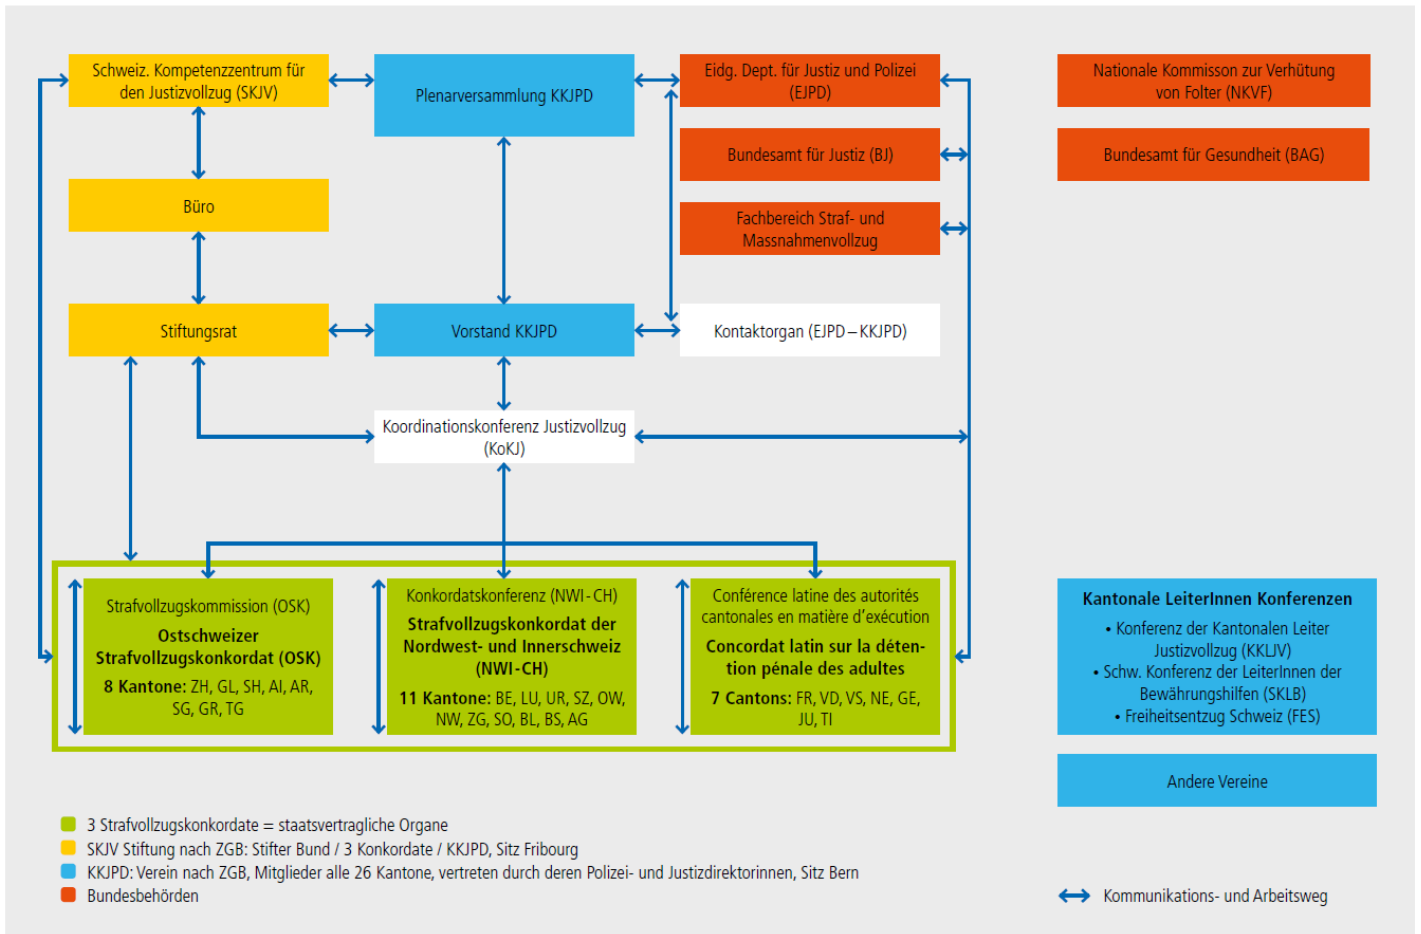 Schweiz. Kompetenzzentrum für
den Justizvollzug (SKJV)
Plenarversammlung KKJPD
Eidg. Dept. für Justiz und Polizei
(EJPD)
Nationale Kommisson zur Verhütung
von Folter (NKVF)
Bundesamt für Justiz (BJ)
Bundesamt für Gesundheit (BAG)
Büro
Fachbereich Straf- und
Massnahmenvollzug
Stiftungsrat
Vorstand KKJPD
Kontaktorgan (EJPD – KKJPD)
Koordinationskonferenz Justizvollzug
(KoKJ)
Strafvollzugskommission (OSK)
Ostschweizer
Strafvollzugskonkordat (OSK)
8 Kantone: ZH, GL, SH, AI, AR,
SG, GR, TG
Konkordatskonferenz (NWI-CH)
Strafvollzugskonkordat der
Nordwest- und Innerschweiz
(NWI-CH)
11 Kantone: BE, LU, UR, SZ, OW,
NW, ZG, SO, BL, BS, AG
Conférence latine des autorités
cantonales en matière d’exécution
Concordat latin sur la déten-
tion pénale des adultes
7 Cantons: FR, VD, VS, NE, GE,
JU, TI
Kantonale LeiterInnen Konferenzen
• Konferenz der Kantonalen Leiter
Justizvollzug (KKLJV)
• Schw. Konferenz der LeiterInnen der
Bewährungshilfen (SKLB)
• Freiheitsentzug Schweiz (FES)
Andere Vereine
3 Strafvollzugskonkordate = staatsvertragliche Organe
SKJV Stiftung nach ZGB: Stifter Bund / 3 Konkordate / KKJPD, Sitz Fribourg
KKJPD: Verein nach ZGB, Mitglieder alle 26 Kantone, vertreten durch deren Polizei- und Justizdirektorinnen, Sitz Bern
Bundesbehörden
Kommunikations- und Arbeitsweg